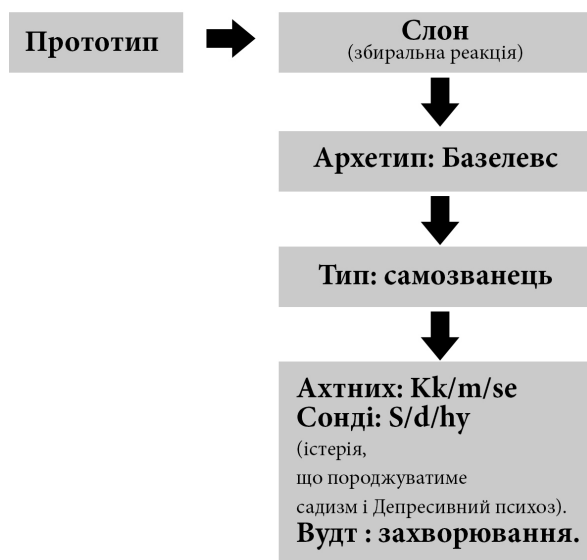 Прототип
Слон
(збиральна реакція)
Архетип: Базелевс
Тип: самозванець
Ахтних: Kk/m/se
Сонді: S/d/hy
(істерія,
що породжуватиме
садизм і Депресивний психоз).
Вудт : захворювання.